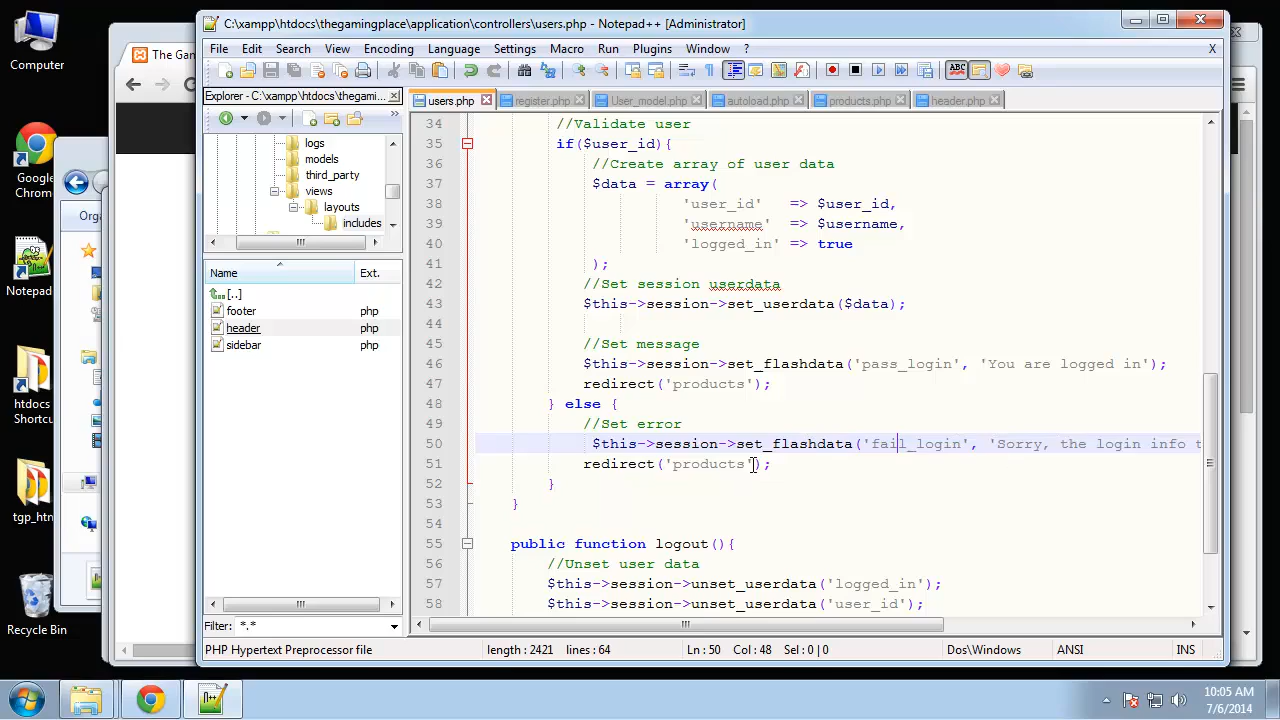 C:\xampp\htdocs\thegamingplace\application\controllers\users.php - Notepad++ [Administrator]
File Edit Search View Encoding Language Settings Macro Run Plugins Window ? X
Computer
The Gam
Google
Chrom
Notepad
htdocs
Shortcu
tgp_htn
Recycle Bin
Orga
Explorer - C:\xampp\htdocs\thegami...
logs
models
third_party
views
layouts
includes
Name Ext.
[..]
footer php
header php
sidebar php
Filter: *.*
users.php register.php User_model.php autoload.php products.php header.php
34 //Validate user
35 if($user_id){
36 //Create array of user data
37 $data = array(
38 'user_id' => $user_id,
39 'username' => $username,
40 'logged_in' => true
41 );
42 //Set session userdata
43 $this->session->set_userdata($data);
44
45 //Set message
46 $this->session->set_flashdata('pass_login', 'You are logged in');
47 redirect('products');
48 } else {
49 //Set error
50 $this->session->set_flashdata('fail_login', 'Sorry, the login info t
51 redirect('products');
52 }
53 }
54
55 public function logout(){
56 //Unset user data
57 $this->session->unset_userdata('logged_in');
58 $this->session->unset_userdata('user_id');
PHP Hypertext Preprocessor file length : 2421 lines : 64 Ln : 50 Col : 48 Sel : 0 | 0 Dos\Windows ANSI INS
10:05 AM
7/6/2014